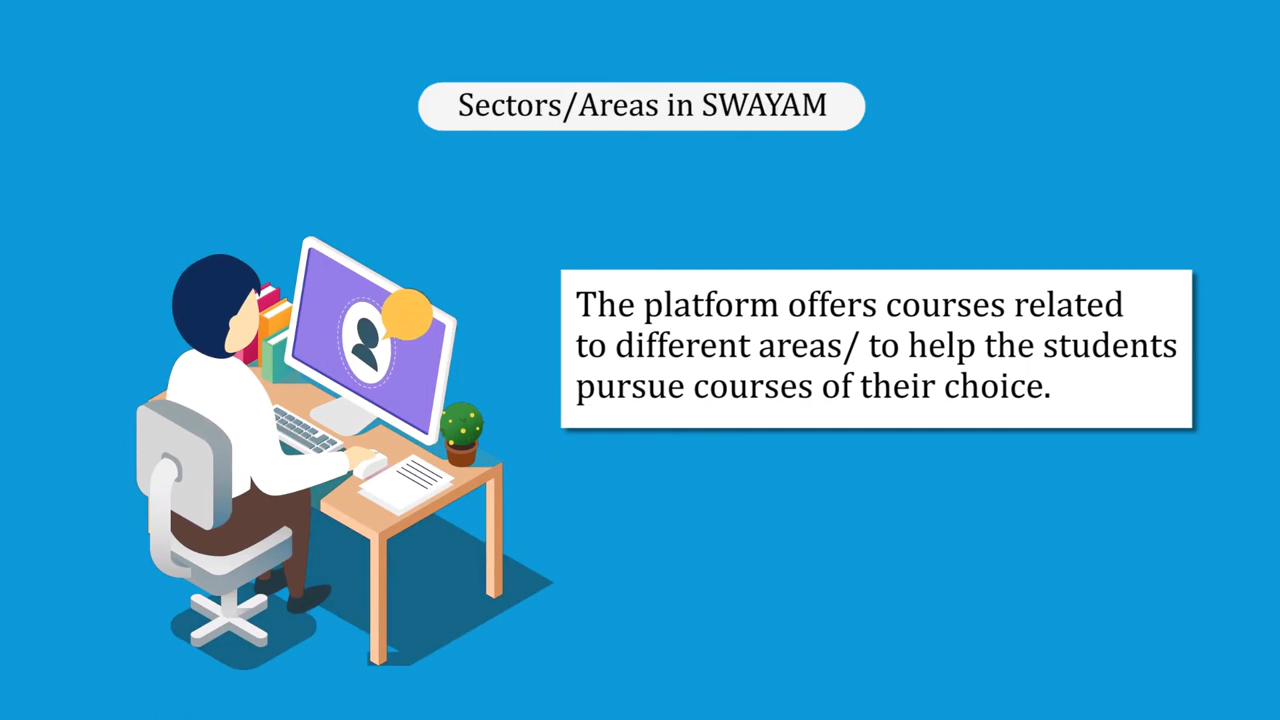 Sectors/Areas in SWAYAM
The platform offers courses related
to different areas/ to help the students
pursue courses of their choice.